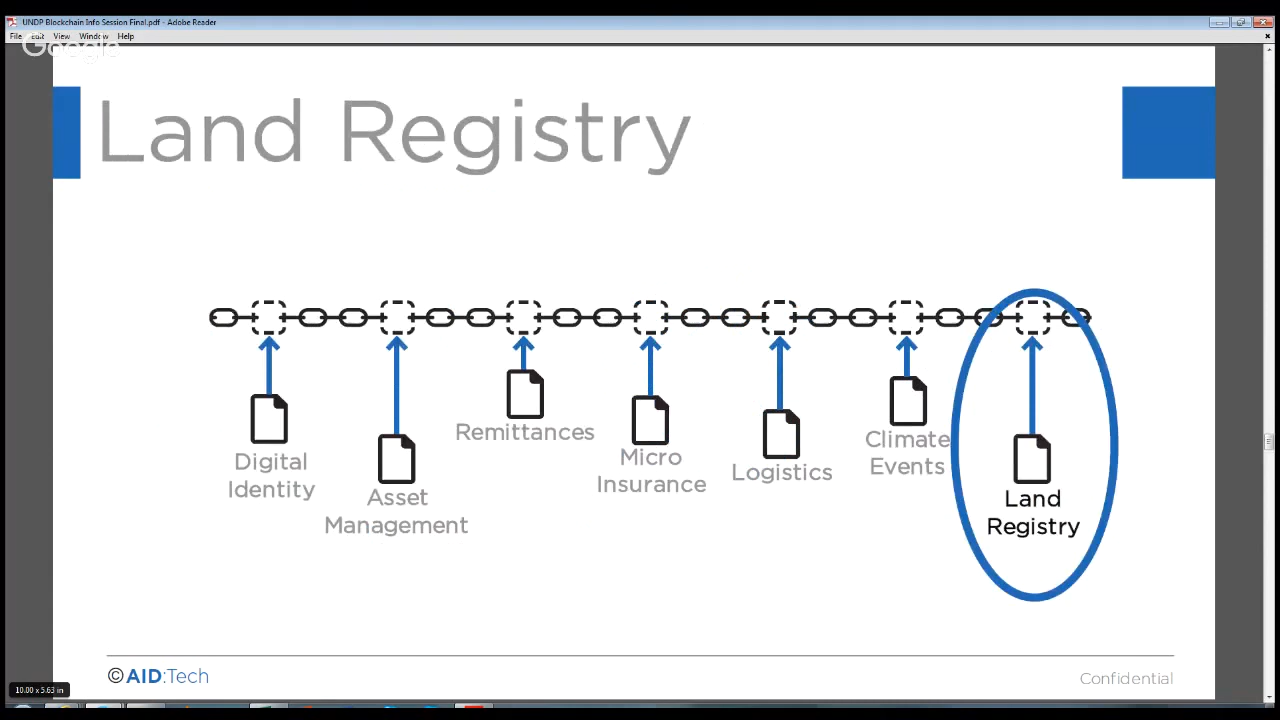 UNDP Blockchain Info Session Final.pdf - Adobe Reader
File Edit View Window Help
Google
Land Registry
Digital
Identity
Asset
Management
Remittances
Micro
Insurance
Logistics
Climate
Events
Land
Registry
©AID:Tech
Confidential
10.00 x 5.63 in